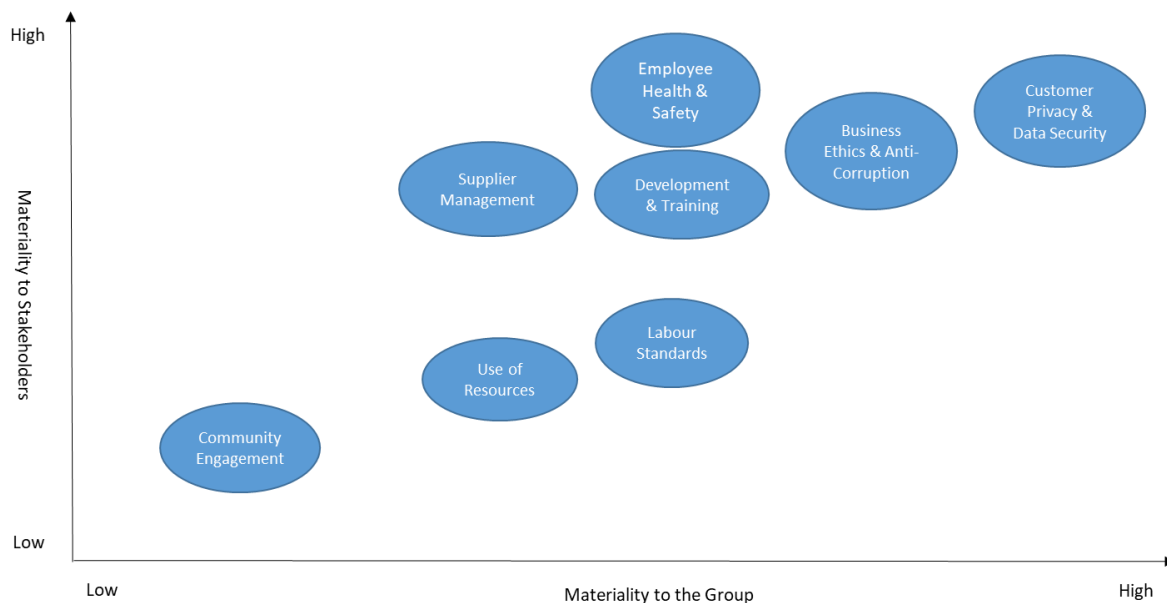 High
Employee
Health &
Safety
Customer
Privacy &
Data Security
Business
Ethics & Anti-
Corruption
Supplier
Management
Development
& Training
Materiality to Stakeholders
Labour
Standards
Use of
Resources
Community
Engagement
Low
Low
Materiality to the Group
High